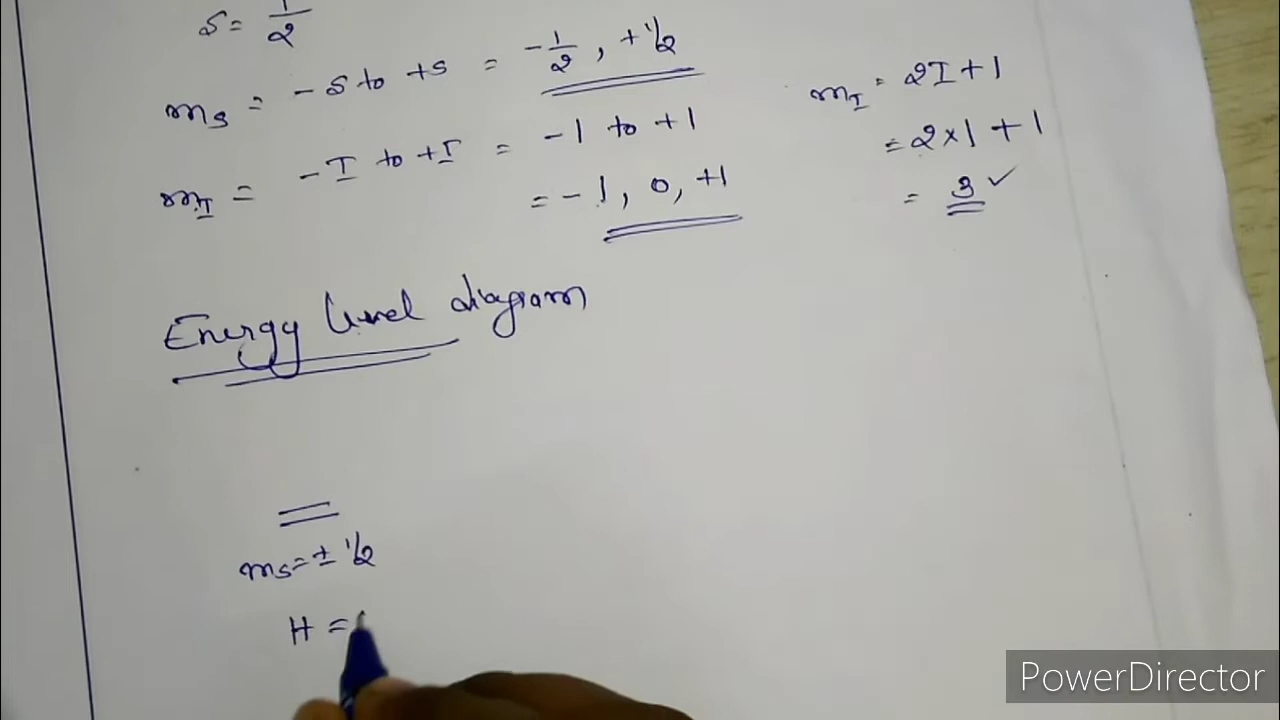 S = 1/2
mS = -S to +S = -1/2, +1/2
mI = -I to +I = -1 to +1
= -1, 0, +1
mI = 2I + 1
= 2×1 + 1
= 3 ✓
Energy level diagram
mS = ± 1/2
H =
PowerDirector